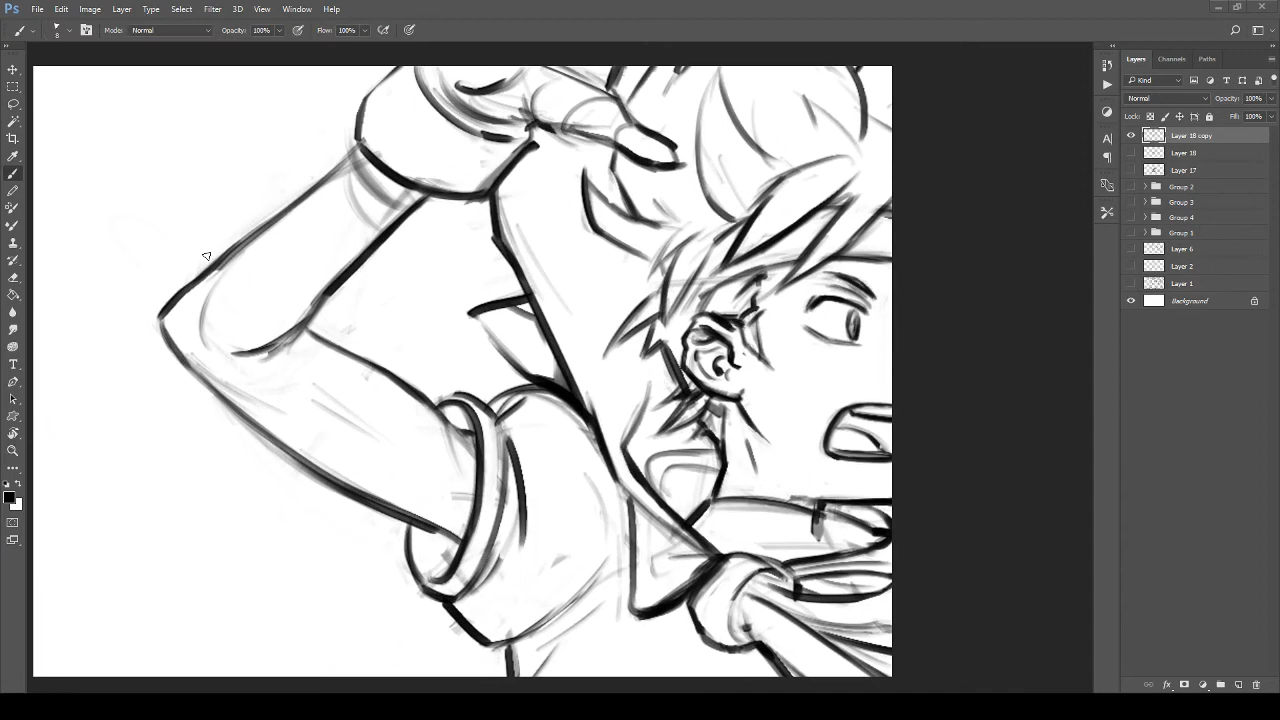 Ps File Edit Image Layer Type Select Filter 3D View Window Help
8 Mode: Normal Opacity: 100% Flow: 100%
Layers Channels Paths
Kind
Normal Opacity: 100%
Lock: Fill: 100%
Layer 18 copy
Layer 18
Layer 17
Group 2
Group 3
Group 4
Group 1
Layer 6
Layer 2
Layer 1
Background